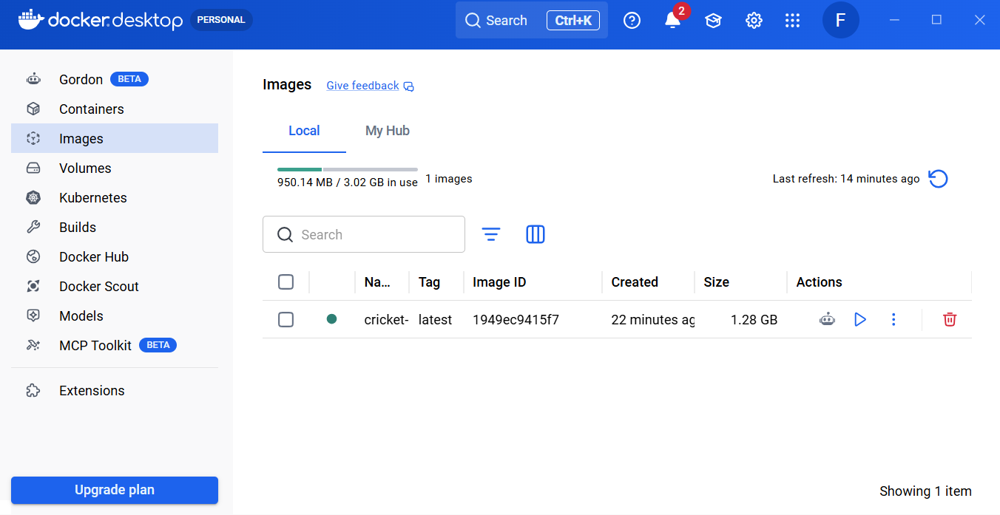 docker.desktop PERSONAL Search Ctrl+K 2 F
Gordon BETA
Containers
Images
Volumes
Kubernetes
Builds
Docker Hub
Docker Scout
Models
MCP Toolkit BETA
Extensions
Upgrade plan
Images Give feedback
Local My Hub
950.14 MB / 3.02 GB in use 1 images Last refresh: 14 minutes ago
Search
Na... Tag Image ID Created Size Actions
cricket- latest 1949ec9415f7 22 minutes ag 1.28 GB
Showing 1 item